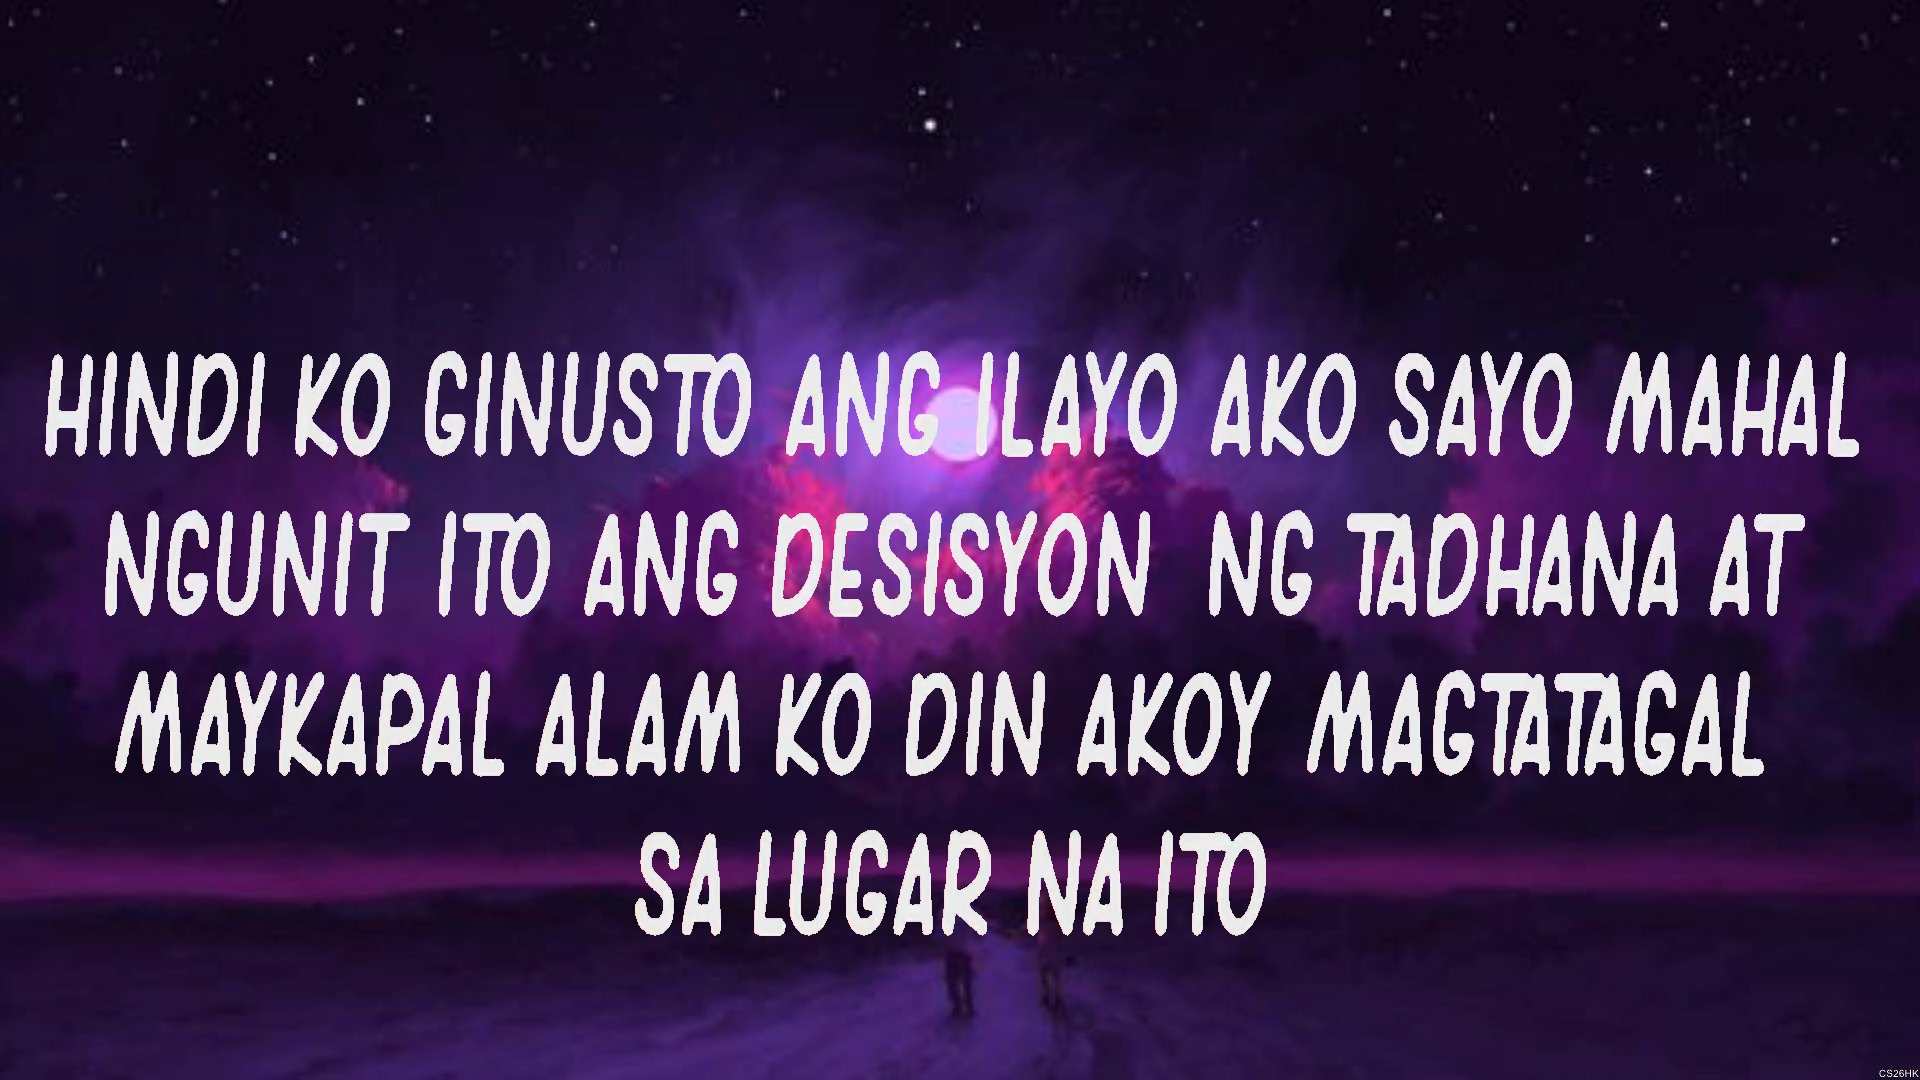 HINDI KO GINUSTO ANG ILAYO AKO SAYO MAHAL
NGUNIT ITO ANG DESISYON NG TADHANA AT
MAYKAPAL ALAM KO DIN AKOY MAGTATAGAL
SA LUGAR NA ITO
CS26HK